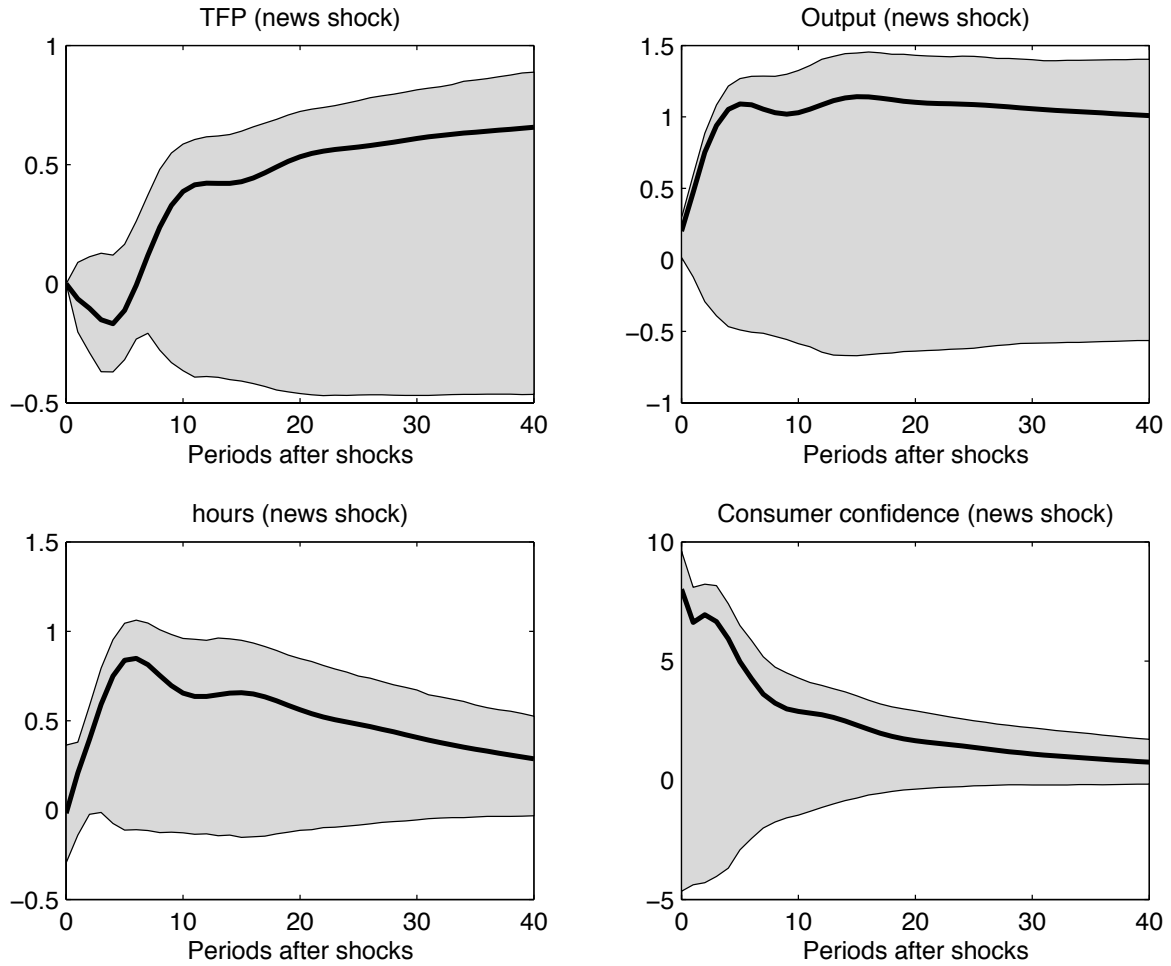 TFP (news shock)
1
0.5
0
−0.5
0 10 20 30 40
Periods after shocks
Output (news shock)
1.5
1
0.5
0
−0.5
−1
0 10 20 30 40
Periods after shocks
hours (news shock)
1.5
1
0.5
0
−0.5
0 10 20 30 40
Periods after shocks
Consumer confidence (news shock)
10
5
0
−5
0 10 20 30 40
Periods after shocks